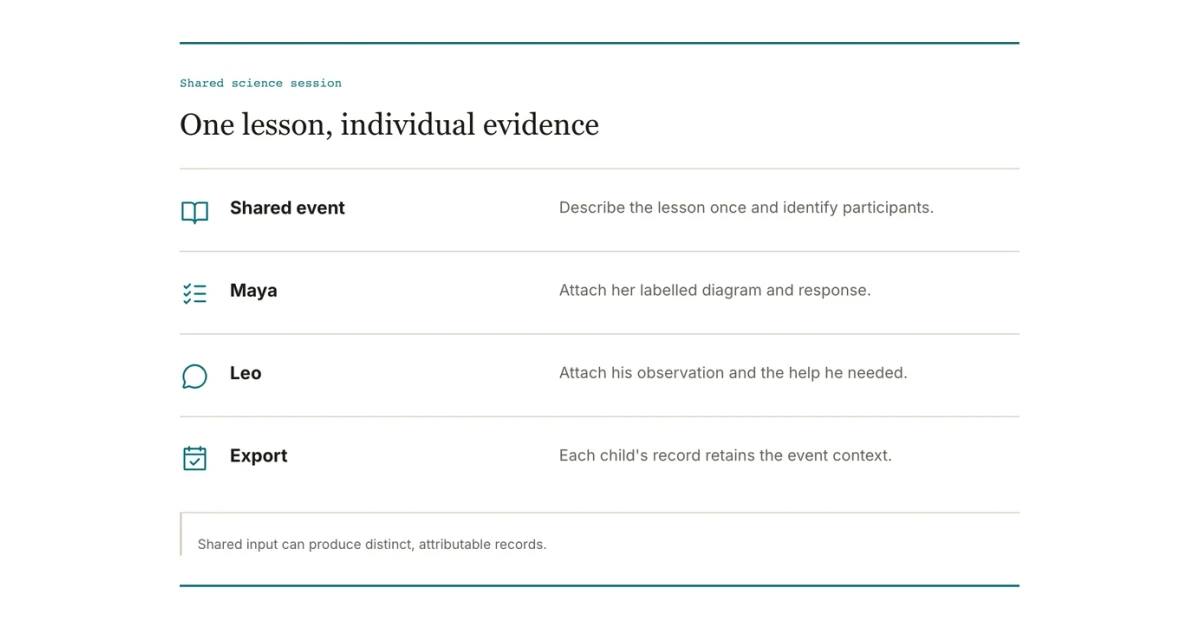 Shared science session
One lesson, individual evidence
Shared event
Describe the lesson once and identify participants.
Maya
Attach her labelled diagram and response.
Leo
Attach his observation and the help he needed.
Export
Each child's record retains the event context.
Shared input can produce distinct, attributable records.